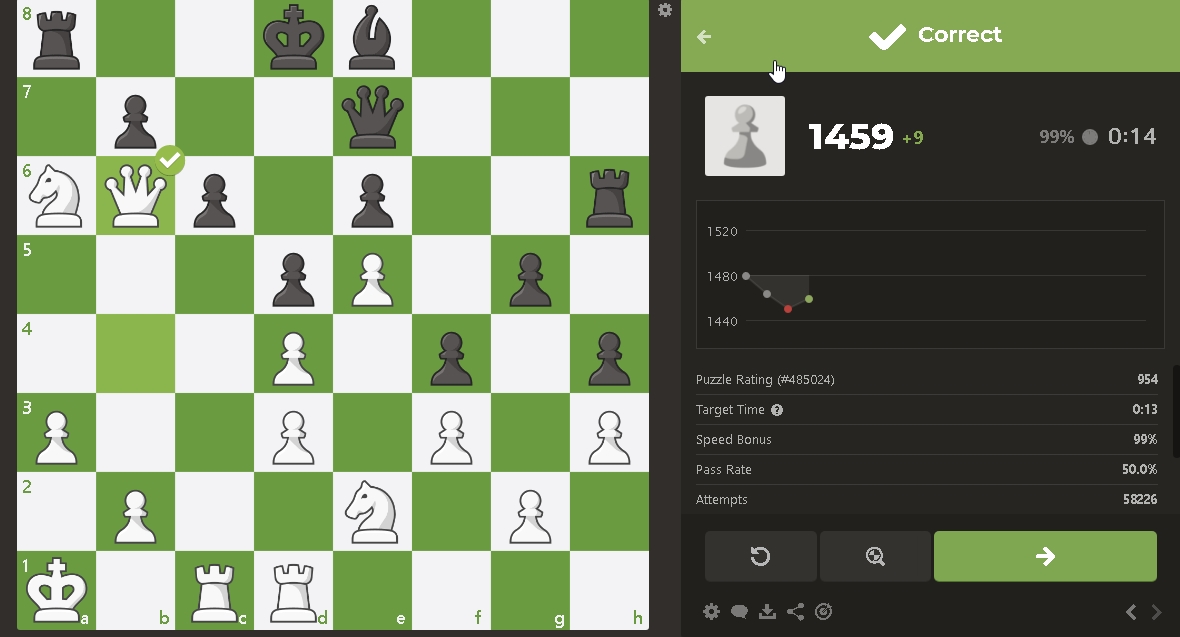 8
7
6
5
4
3
2
1
a b c d e f g h
Correct
1459 +9
99% 0:14
1520
1480
1440
Puzzle Rating (#485024) 954
Target Time ? 0:13
Speed Bonus 99%
Pass Rate 50.0%
Attempts 58226